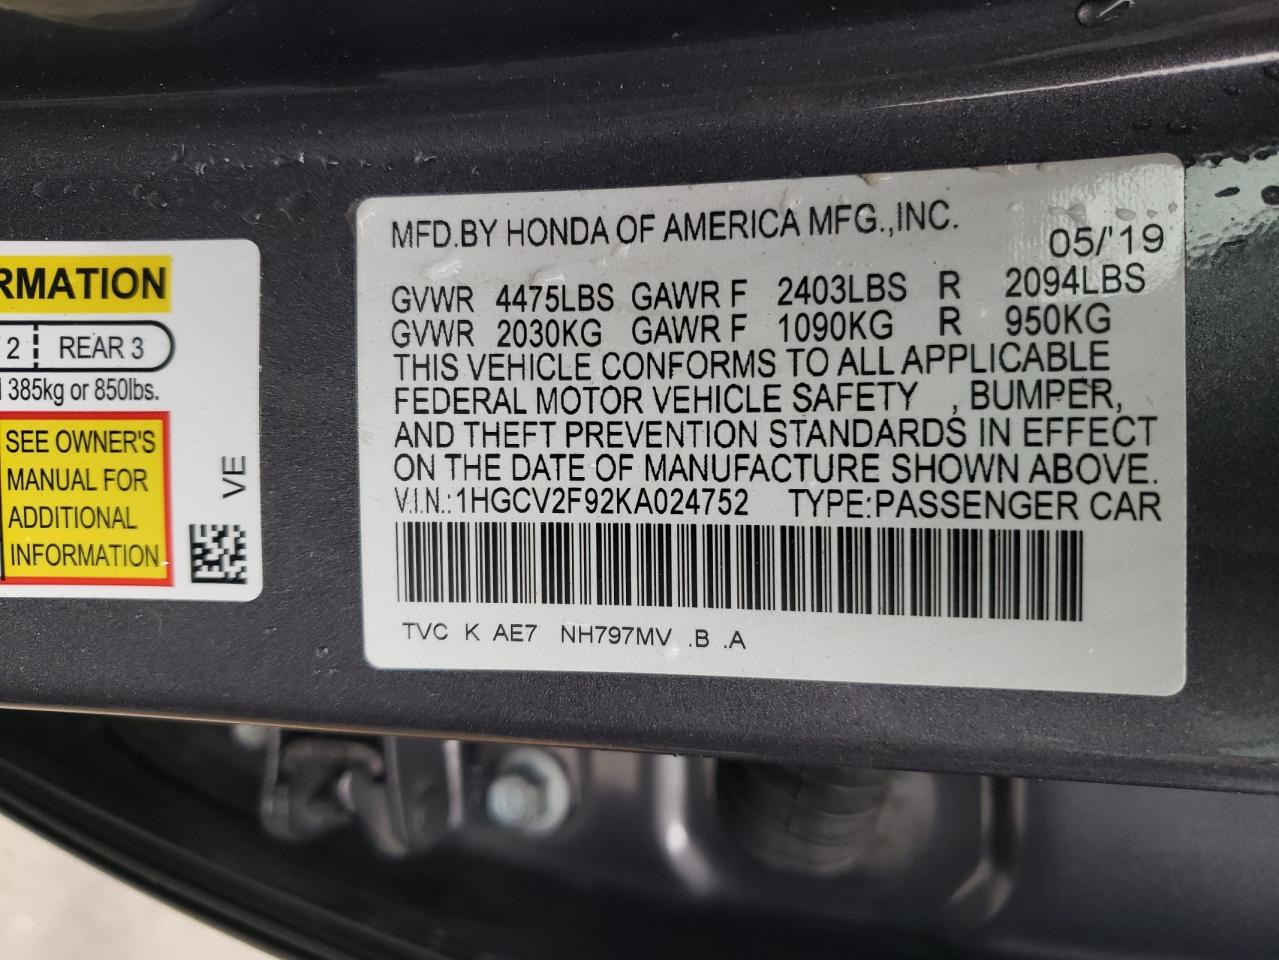 RMATION
2 REAR 3
385kg or 850lbs.
SEE OWNER'S
MANUAL FOR
ADDITIONAL
INFORMATION
VE
MFD.BY HONDA OF AMERICA MFG.,INC.
05/'19
GVWR 4475LBS GAWR F 2403LBS R 2094LBS
GVWR 2030KG GAWR F 1090KG R 950KG
THIS VEHICLE CONFORMS TO ALL APPLICABLE
FEDERAL MOTOR VEHICLE SAFETY , BUMPER,
AND THEFT PREVENTION STANDARDS IN EFFECT
ON THE DATE OF MANUFACTURE SHOWN ABOVE.
V.I.N.:1HGCV2F92KA024752 TYPE:PASSENGER CAR
TVC K AE7 NH797MV .B .A